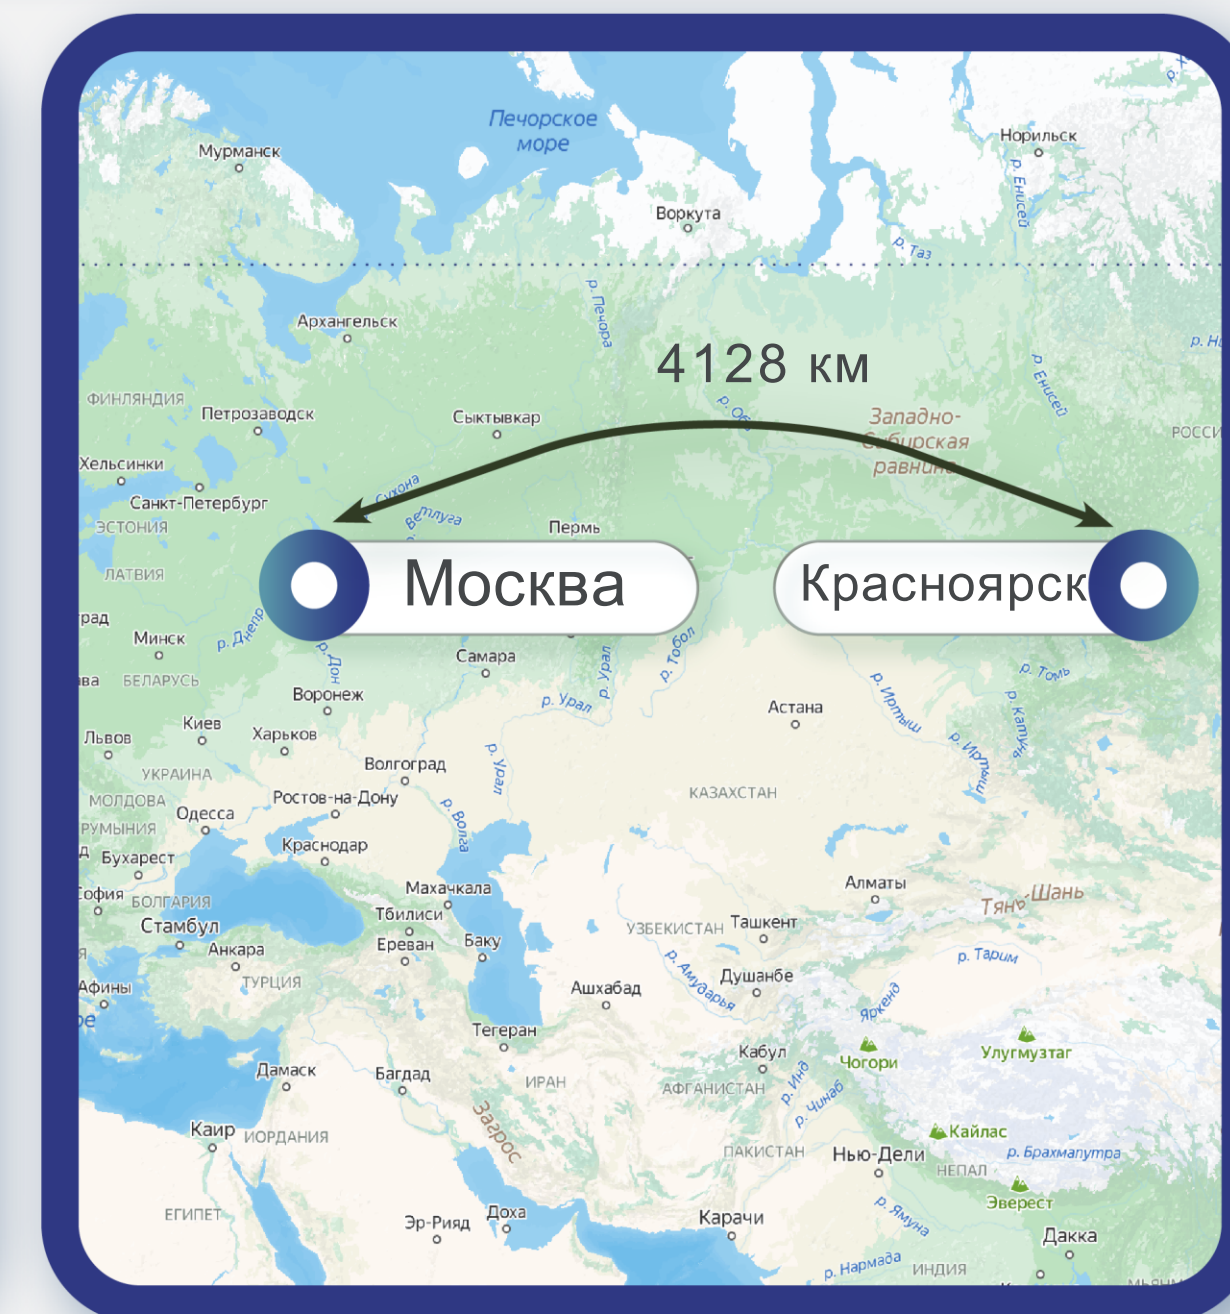 Печорское
море
Мурманск
Норильск
р. Енисей
Воркута
р. Таз
р. Печора
Архангельск
4128 км
р. Енисей
ФИНЛЯНДИЯ
Петрозаводск
Сыктывкар
р. Обь
Западно-
Сибирская
равнина
Хельсинки
Санкт-Петербург
Сухона
ЭСТОНИЯ
Ветлуга
Пермь
ЛАТВИЯ
Москва
Красноярск
р. Днепр
Минск
р. Дон
Самара
р. Урал
р. Тобол
р. Томь
БЕЛАРУСЬ
Воронеж
р. Урал
Астана
р. Иртыш
р. Катунь
Киев
Львов
Харьков
р. Урал
р. Иртыш
УКРАИНА
Волгоград
МОЛДОВА
Ростов-на-Дону
КАЗАХСТАН
Одесса
р. Волга
РУМЫНИЯ
Краснодар
Бухарест
София
БОЛГАРИЯ
Махачкала
Алматы
Тянь-Шань
Стамбул
Тбилиси
УЗБЕКИСТАН
Ташкент
Анкара
Ереван
Баку
р. Тарим
ТУРЦИЯ
р. Амударья
Душанбе
Афины
Ашхабад
Яркенд
Тегеран
Кабул
Чогори
Улугмузтаг
Дамаск
Багдад
ИРАН
АФГАНИСТАН
р. Инд
р. Чинаб
Загрос
Каир
ИОРДАНИЯ
Кайлас
ПАКИСТАН
Нью-Дели
р. Брахмапутра
НЕПАЛ
Эверест
ЕГИПЕТ
Эр-Рияд
Доха
Карачи
р. Ямуна
Дакка
р. Нармада
ИНДИЯ